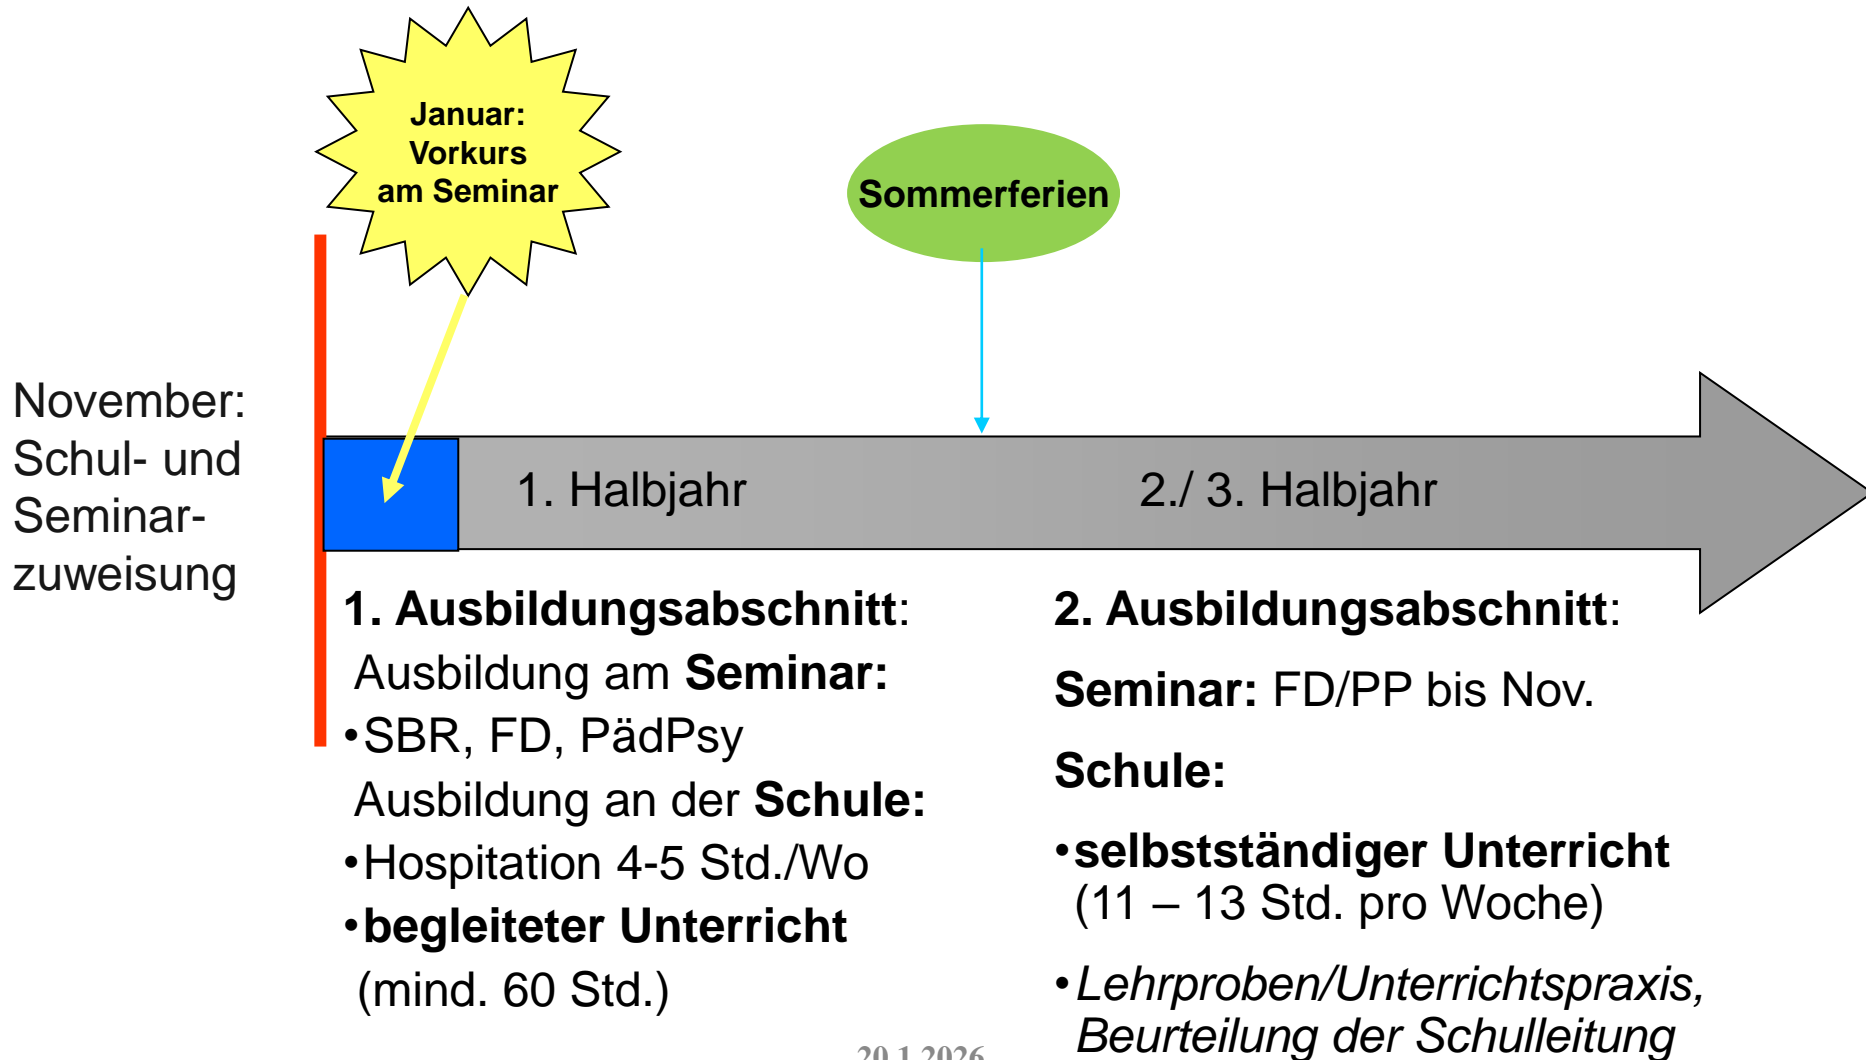 Januar:
Vorkurs
am Seminar
Sommerferien
November:
Schul- und
Seminar-
zuweisung
1. Halbjahr
2./ 3. Halbjahr
1. Ausbildungsabschnitt:
Ausbildung am Seminar:
•SBR, FD, PädPsy
Ausbildung an der Schule:
•Hospitation 4-5 Std./Wo
•begleiteter Unterricht
(mind. 60 Std.)
2. Ausbildungsabschnitt:
Seminar: FD/PP bis Nov.
Schule:
•selbstständiger Unterricht
(11 – 13 Std. pro Woche)
•Lehrproben/Unterrichtspraxis,
Beurteilung der Schulleitung
20.1.2026